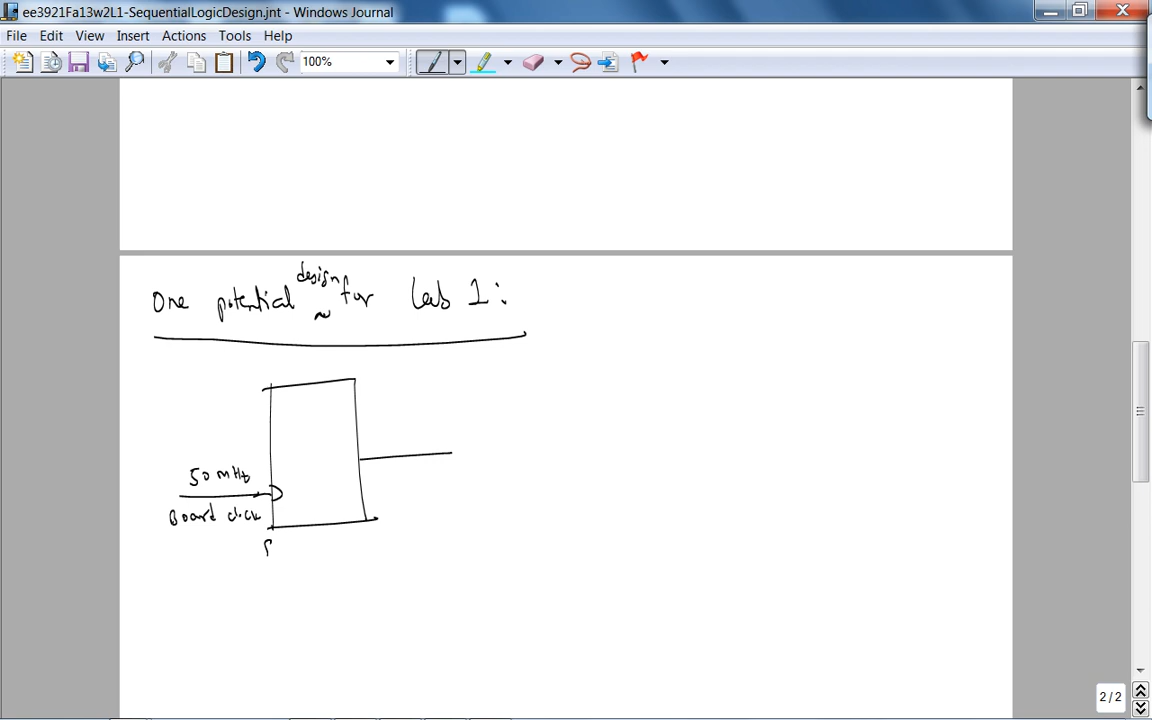 ee3921Fa13w2L1-SequentialLogicDesign.jnt - Windows Journal
File Edit View Insert Actions Tools Help
100%
design
One potential for Lab 1:
50 mHz
Board clock
2 / 2